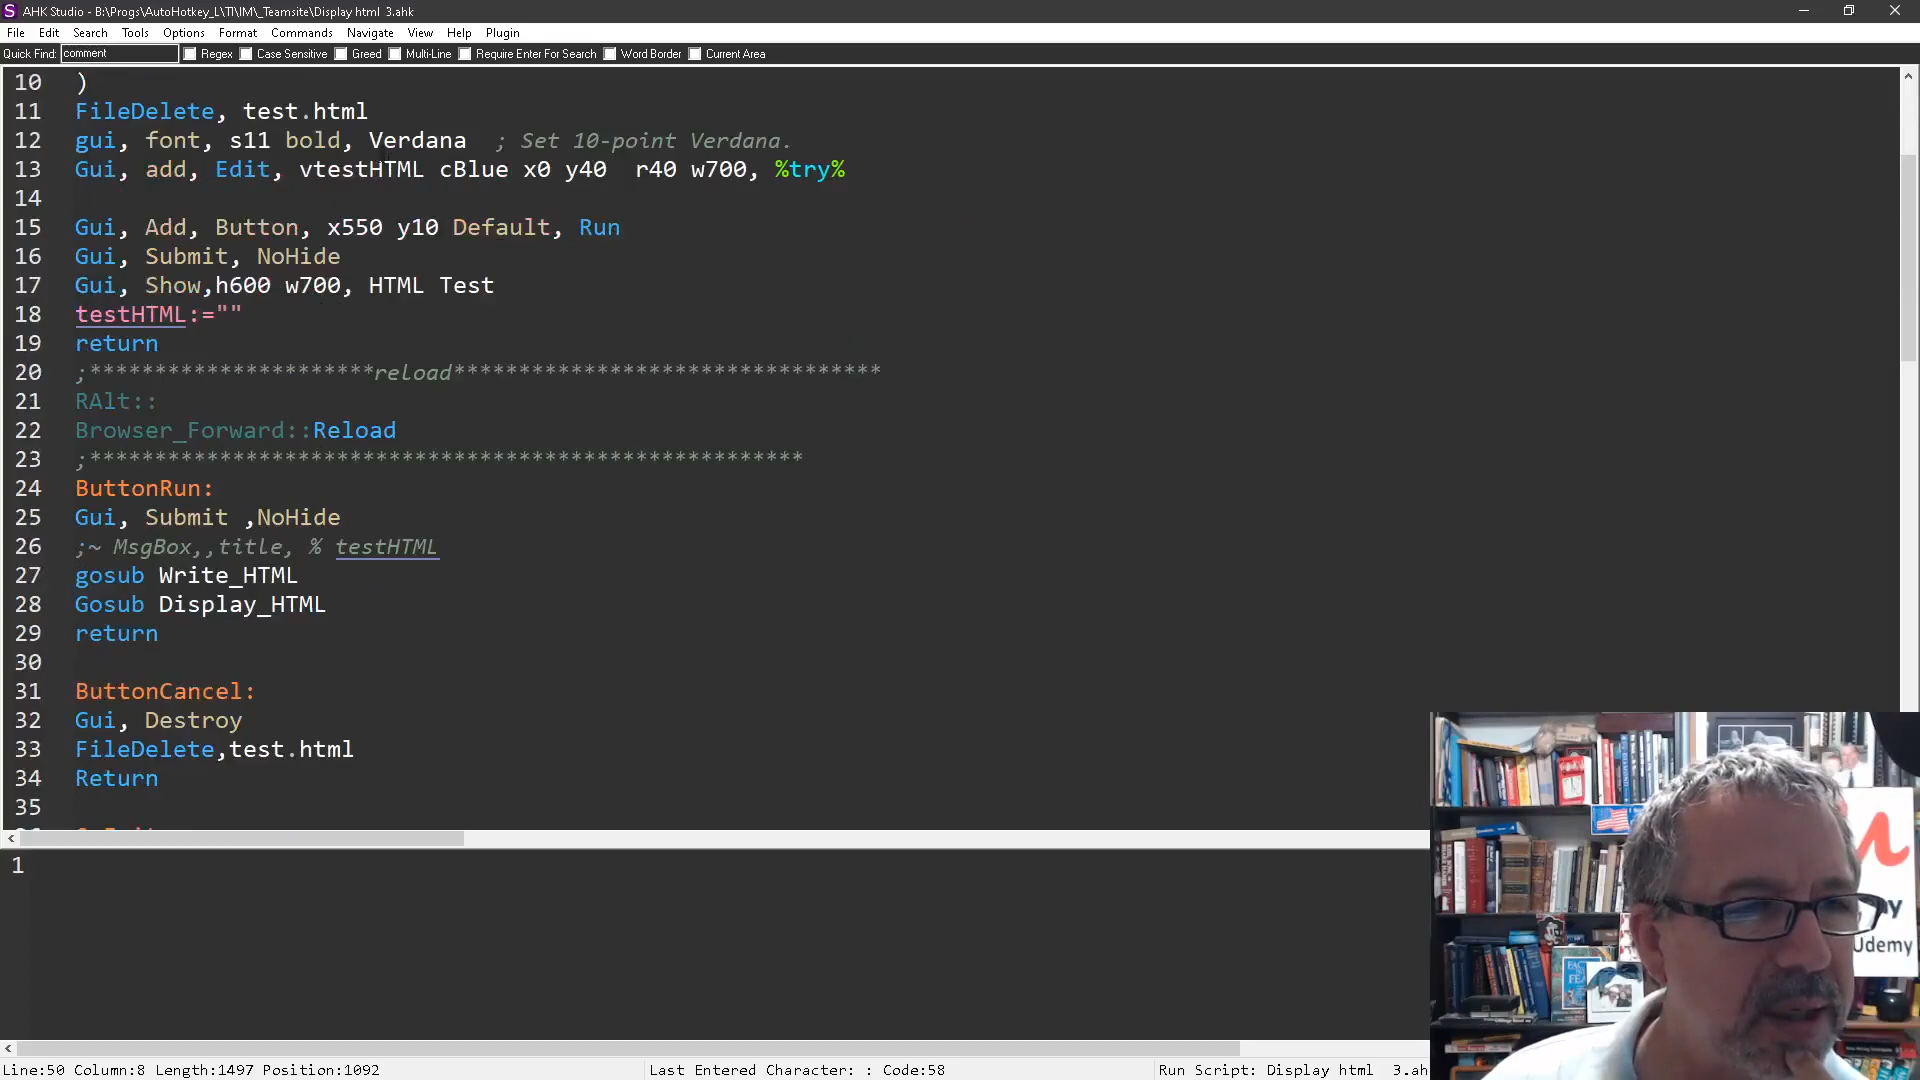 AHK Studio - B:\Progs\AutoHotkey_L\TI\IM\_Teamsite\Display html  3.ahk
File Edit Search Tools Options Format Commands Navigate View Help Plugin
Quick Find: comment Regex Case Sensitive Greed Multi-Line Require Enter For Search Word Border Current Area
10 )
11 FileDelete, test.html
12 gui, font, s11 bold, Verdana  ; Set 10-point Verdana.
13 Gui, add, Edit, vtestHTML cBlue x0 y40  r40 w700, %try%
14
15 Gui, Add, Button, x550 y10 Default, Run
16 Gui, Submit, NoHide
17 Gui, Show,h600 w700, HTML Test
18 testHTML:=""
19 return
20 ;**********************reload*********************************
21 RAlt::
22 Browser_Forward::Reload
23 ;*******************************************************
24 ButtonRun:
25 Gui, Submit ,NoHide
26 ;~ MsgBox,,title, % testHTML
27 gosub Write_HTML
28 Gosub Display_HTML
29 return
30
31 ButtonCancel:
32 Gui, Destroy
33 FileDelete,test.html
34 Return
35
1
Udemy
Line:50 Column:8 Length:1497 Position:1092 Last Entered Character: : Code:58 Run Script: Display html  3.ah